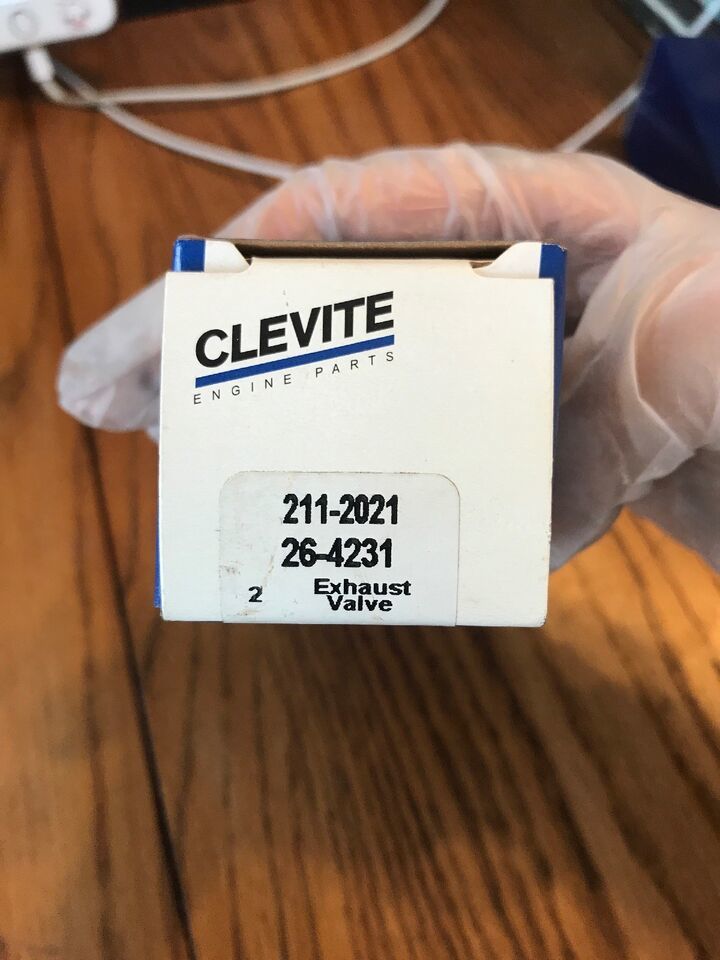 CLEVITE
ENGINE PARTS
211-2021
26-4231
2 Exhaust
Valve